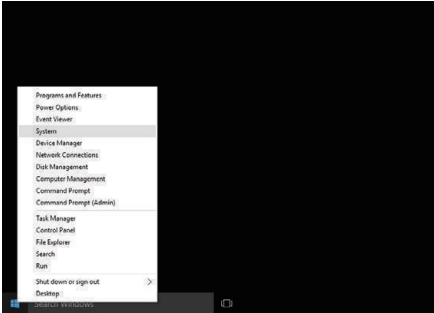 Programs and Features
Power Options
Event Viewer
System
Device Manager
Network Connections
Disk Management
Computer Management
Command Prompt
Command Prompt (Admin)
Task Manager
Control Panel
File Explorer
Search
Run
Shut down or sign out
Desktop
Search Windows